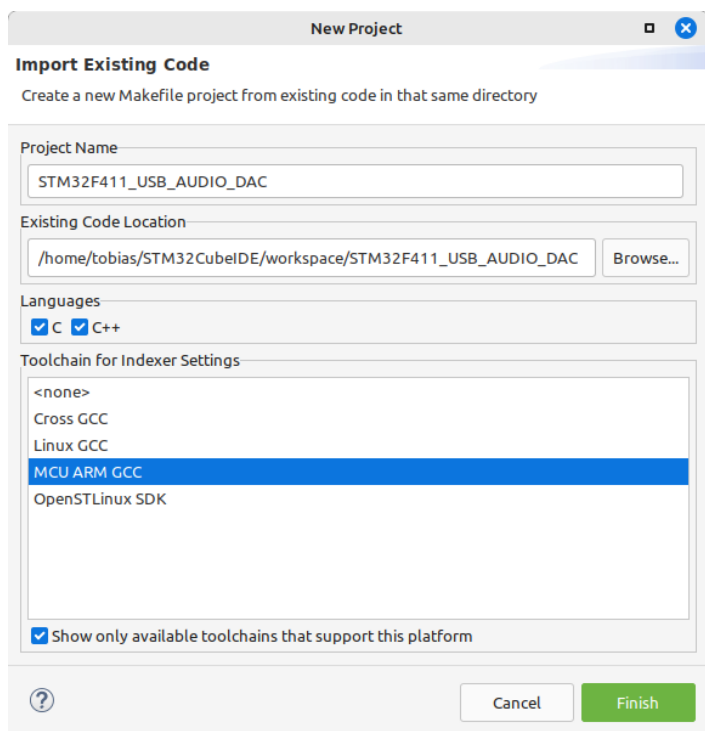 New Project
Import Existing Code
Create a new Makefile project from existing code in that same directory
Project Name
STM32F411_USB_AUDIO_DAC
Existing Code Location
/home/tobias/STM32CubeIDE/workspace/STM32F411_USB_AUDIO_DAC Browse...
Languages
C C++
Toolchain for Indexer Settings
<none>
Cross GCC
Linux GCC
MCU ARM GCC
OpenSTLinux SDK
Show only available toolchains that support this platform
? Cancel Finish